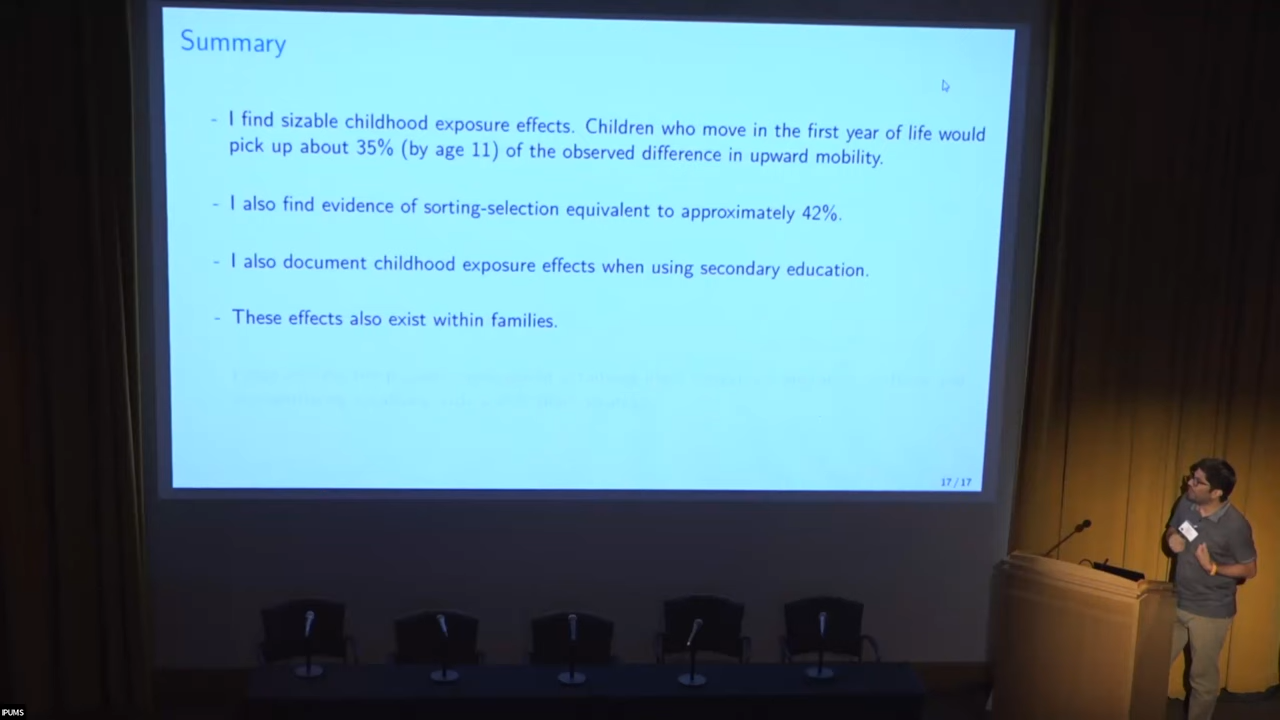 Summary
- I find sizable childhood exposure effects. Children who move in the first year of life would
pick up about 35% (by age 11) of the observed difference in upward mobility.
- I also find evidence of sorting-selection equivalent to approximately 42%.
- I also document childhood exposure effects when using secondary education.
- These effects also exist within families.
17 / 17
IPUMS